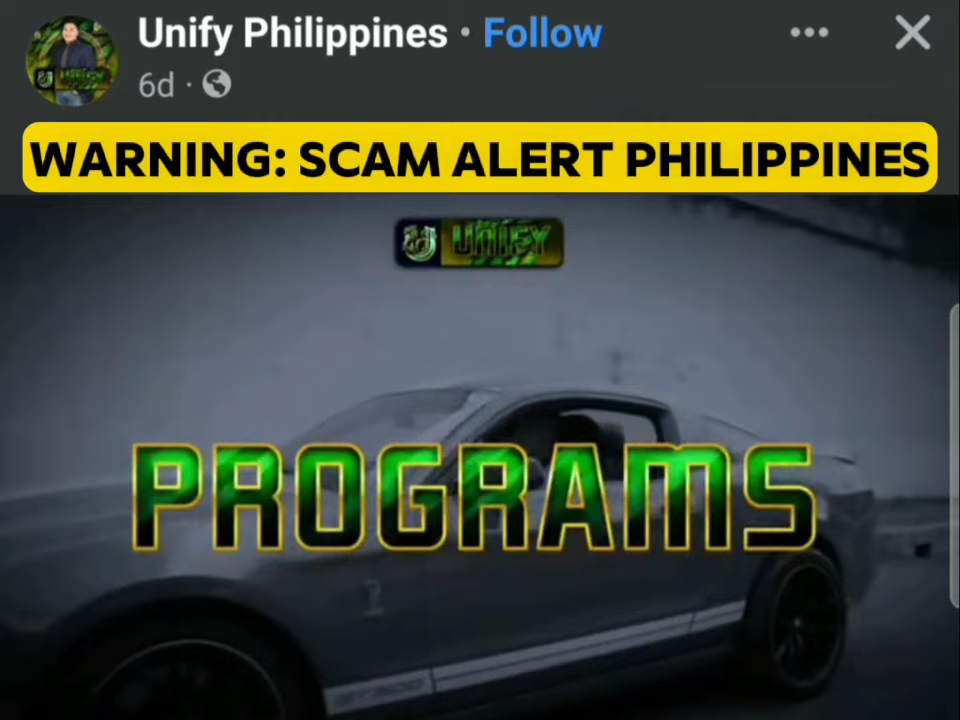 Unify Philippines · Follow
6d ·
WARNING: SCAM ALERT PHILIPPINES
UNIFY
PROGRAMS